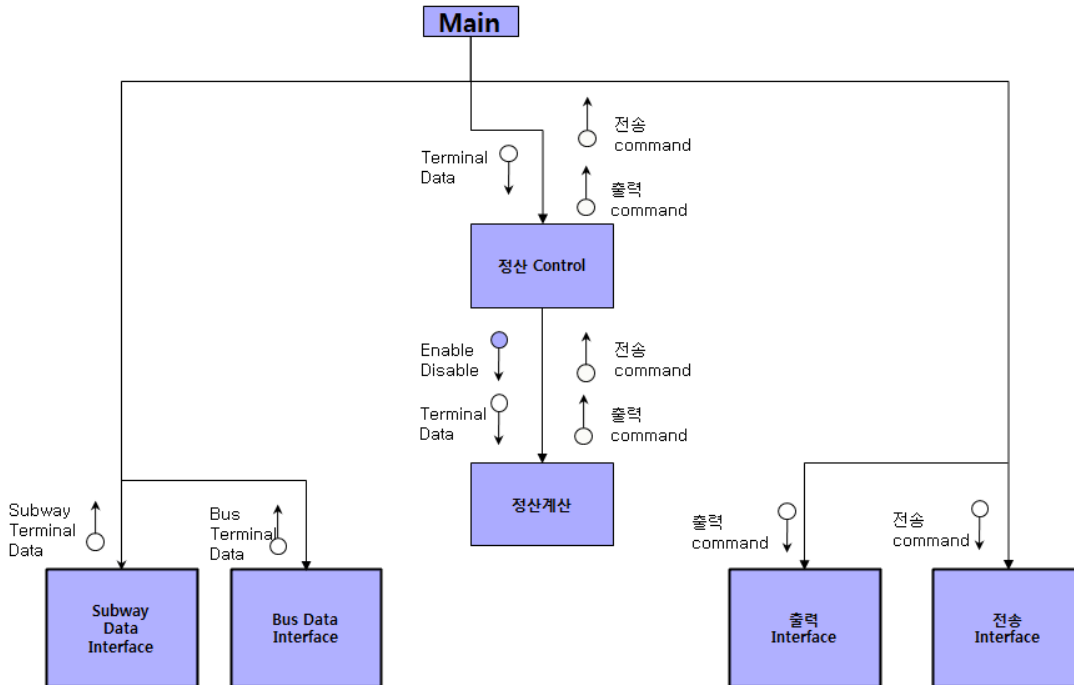 Main
전송
command
Terminal
Data
출력
command
정산 Control
Enable
Disable
전송
command
Terminal
Data
출력
command
정산계산
Subway
Terminal
Data
Bus
Terminal
Data
출력
command
전송
command
Subway
Data
Interface
Bus Data
Interface
출력
Interface
전송
Interface